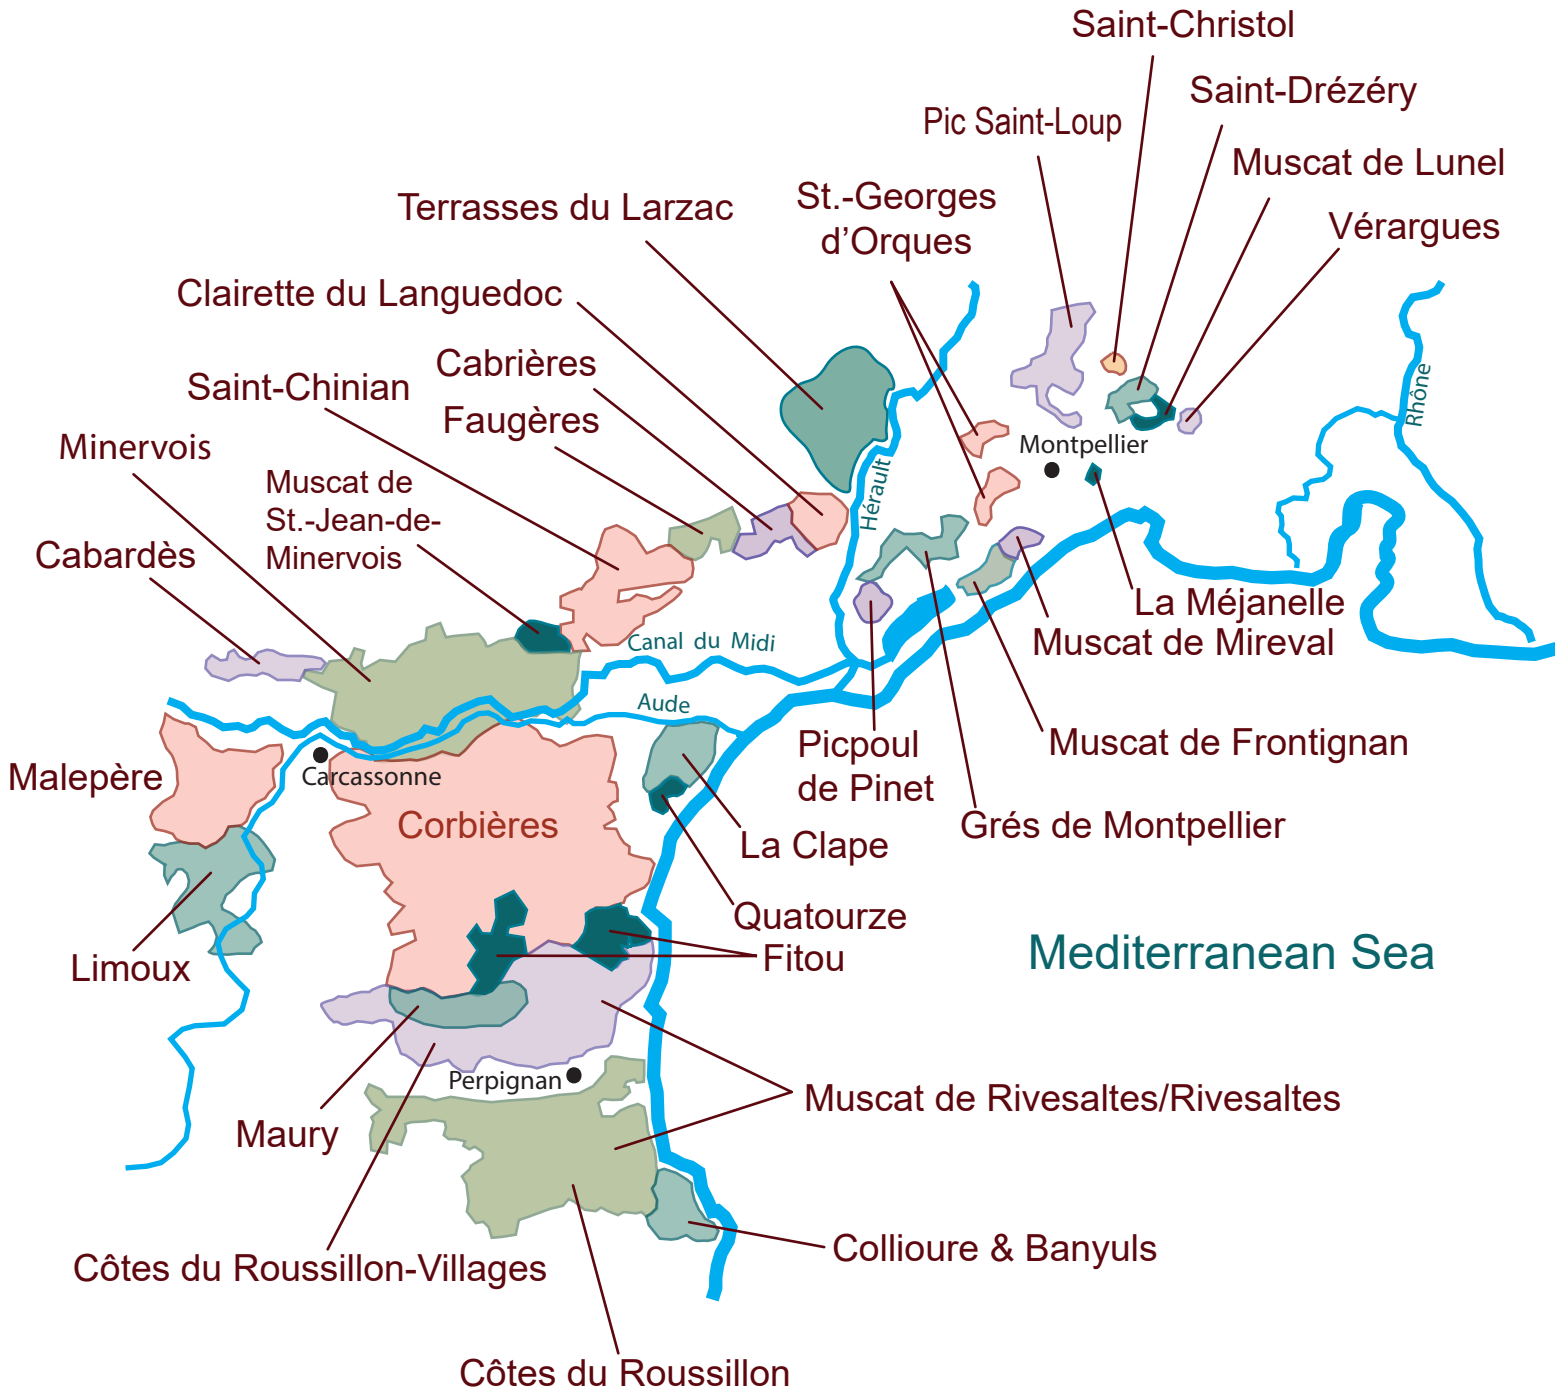 Saint-Christol
Saint-Drézéry
Pic Saint-Loup
Muscat de Lunel
St.-Georges
d’Orques
Terrasses du Larzac
Vérargues
Clairette du Languedoc
Cabrières
Saint-Chinian
Faugères
Minervois
Muscat de
St.-Jean-de-
Minervois
Cabardès
Montpellier
Hérault
Rhône
La Méjanelle
Muscat de Mireval
Canal du Midi
Aude
Picpoul
de Pinet
Muscat de Frontignan
Malepère
Carcassonne
Corbières
Grés de Montpellier
La Clape
Quatourze
Fitou
Mediterranean Sea
Limoux
Perpignan
Muscat de Rivesaltes/Rivesaltes
Maury
Collioure & Banyuls
Côtes du Roussillon-Villages
Côtes du Roussillon